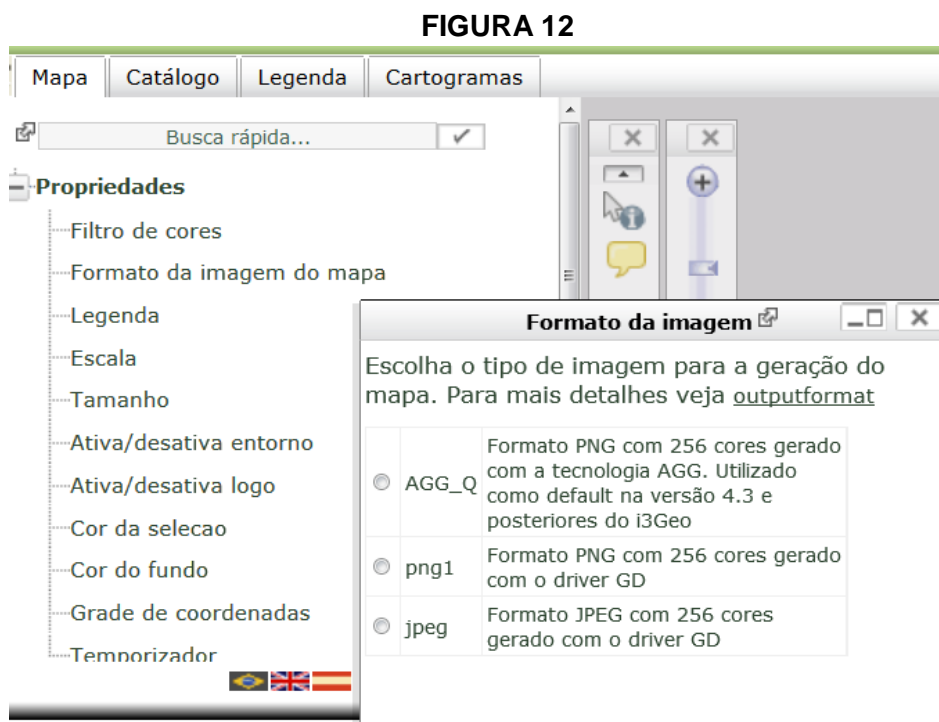 FIGURA 12
Mapa Catálogo Legenda Cartogramas
Busca rápida...
Propriedades
Filtro de cores
Formato da imagem do mapa
Legenda
Escala
Tamanho
Ativa/desativa entorno
Ativa/desativa logo
Cor da selecao
Cor do fundo
Grade de coordenadas
Temporizador
Formato da imagem
Escolha o tipo de imagem para a geração do
mapa. Para mais detalhes veja outputformat
AGG_Q
Formato PNG com 256 cores gerado
com a tecnologia AGG. Utilizado
como default na versão 4.3 e
posteriores do i3Geo
png1
Formato PNG com 256 cores gerado
com o driver GD
jpeg
Formato JPEG com 256 cores
gerado com o driver GD